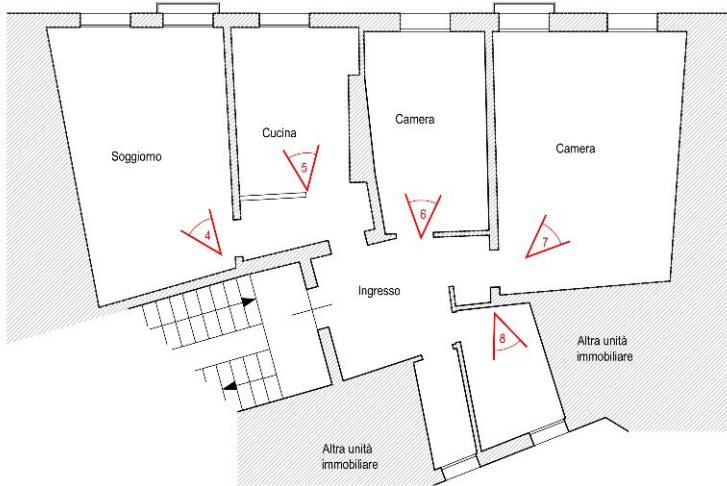 Soggiorno
Cucina
Camera
Camera
5
4
6
7
Ingresso
8
Altra unità
immobiliare
Altra unità
immobiliare